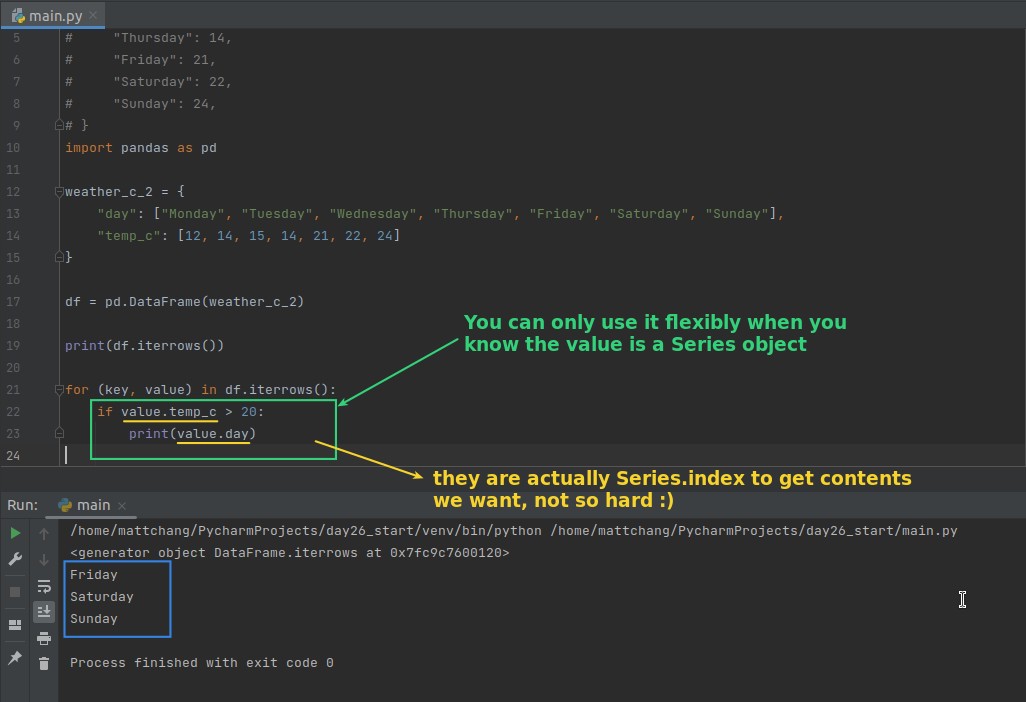 main.py
5 #     "Thursday": 14,
6 #     "Friday": 21,
7 #     "Saturday": 22,
8 #     "Sunday": 24,
9 # }
10 import pandas as pd
11
12 weather_c_2 = {
13     "day": ["Monday", "Tuesday", "Wednesday", "Thursday", "Friday", "Saturday", "Sunday"],
14     "temp_c": [12, 14, 15, 14, 21, 22, 24]
15 }
16
17 df = pd.DataFrame(weather_c_2)
18
You can only use it flexibly when you
know the value is a Series object
19 print(df.iterrows())
20
21 for (key, value) in df.iterrows():
22     if value.temp_c > 20:
23         print(value.day)
24
they are actually Series.index to get contents
we want, not so hard :)
Run: main
/home/mattchang/PycharmProjects/day26_start/venv/bin/python /home/mattchang/PycharmProjects/day26_start/main.py
<generator object DataFrame.iterrows at 0x7fc9c7600120>
Friday
Saturday
Sunday
Process finished with exit code 0